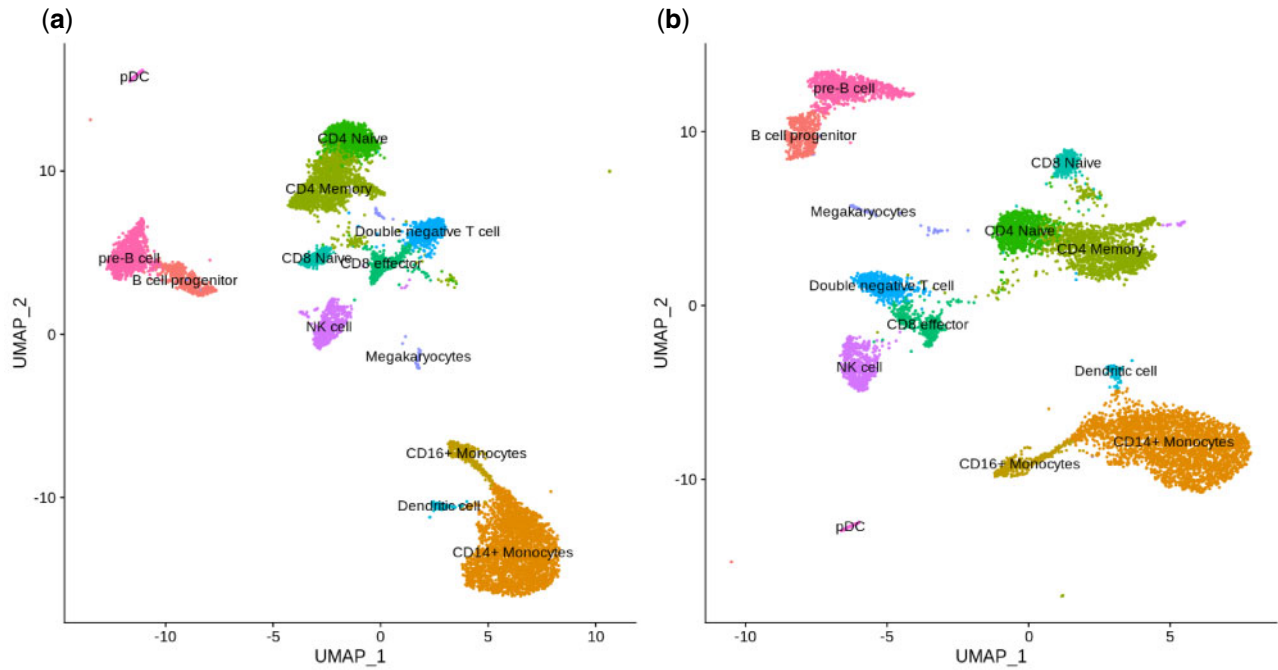 (a)
pDC
CD4 Naive
CD4 Memory
Double negative T cell
pre-B cell
CD8 Naive
CD8 effector
B cell progenitor
NK cell
Megakaryocytes
CD16+ Monocytes
Dendritic cell
CD14+ Monocytes
10
0
-10
UMAP_2
-10
-5
0
5
10
UMAP_1
(b)
pre-B cell
B cell progenitor
CD8 Naive
Megakaryocytes
CD4 Naive
CD4 Memory
Double negative T cell
CD8 effector
NK cell
Dendritic cell
CD14+ Monocytes
CD16+ Monocytes
pDC
10
0
-10
UMAP_2
-10
-5
0
5
UMAP_1